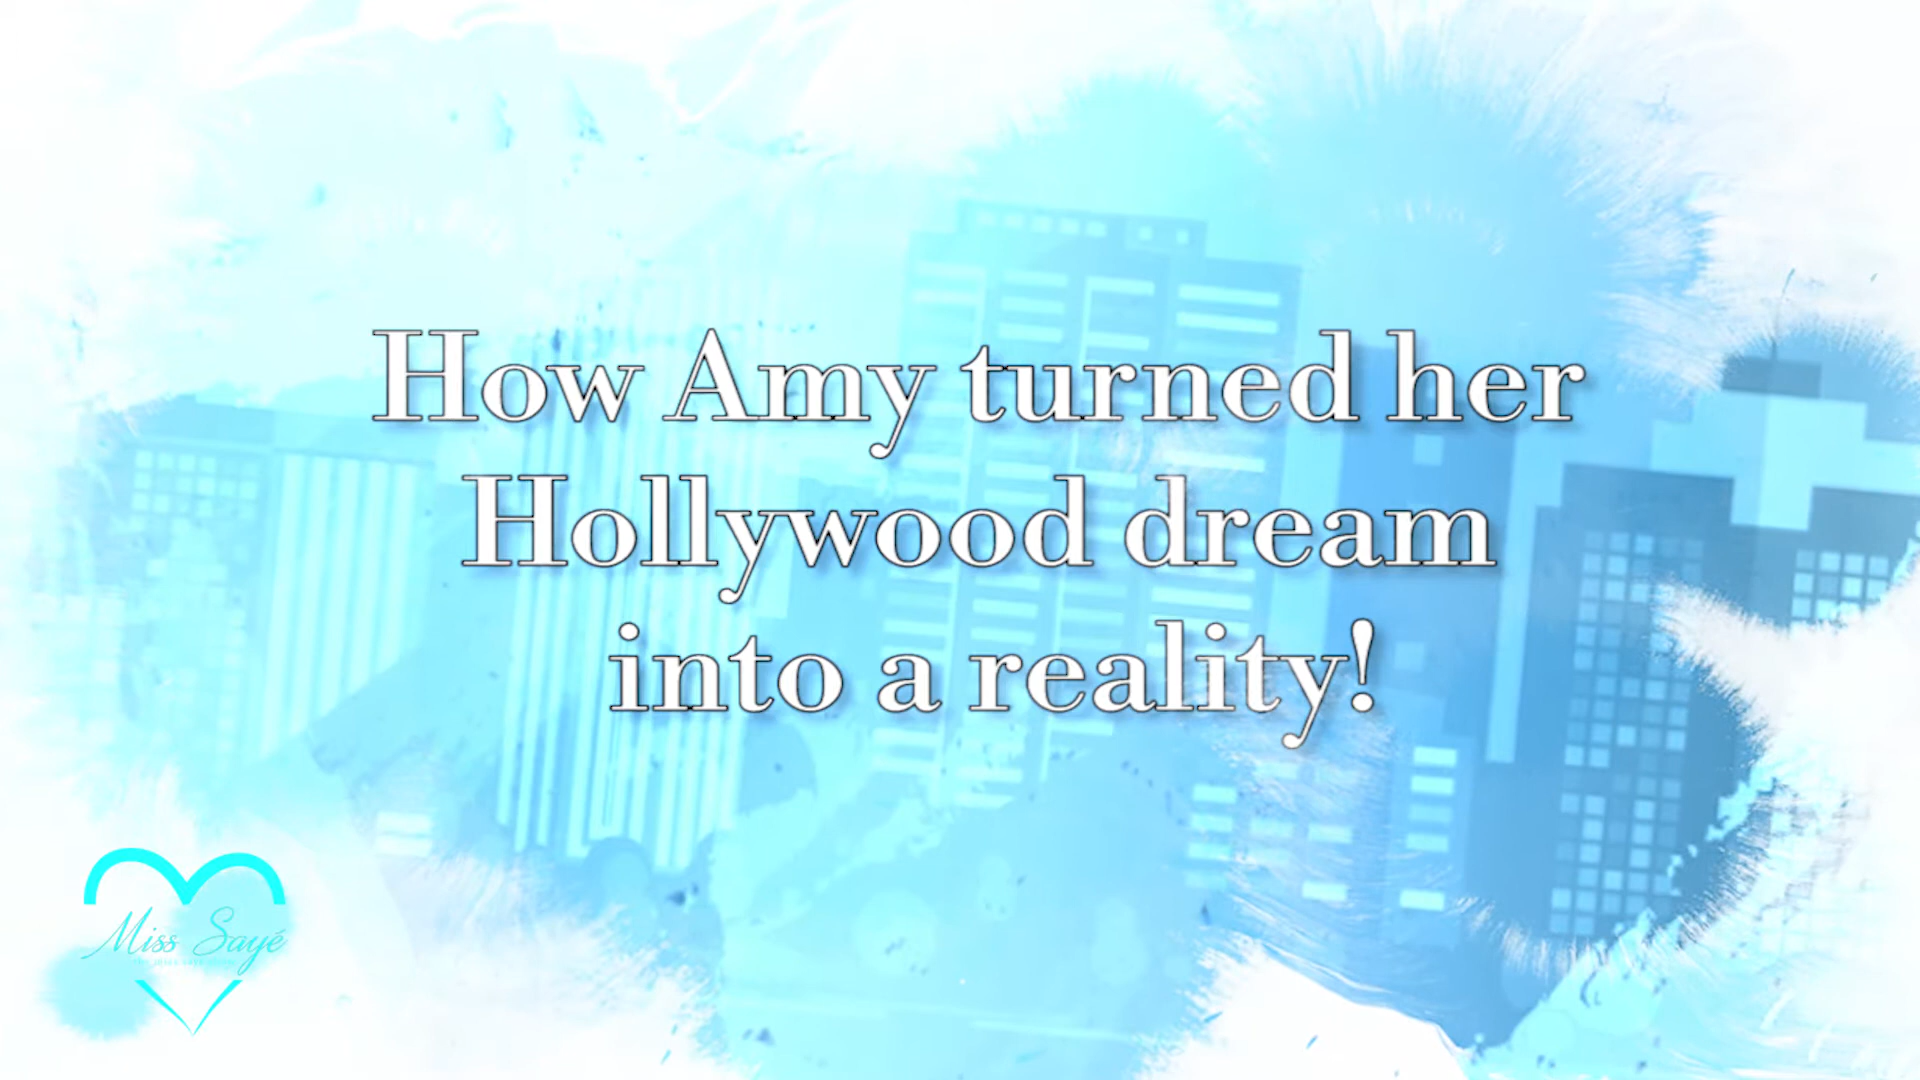 How Amy turned her
Hollywood dream
into a reality!
Miss Sayé